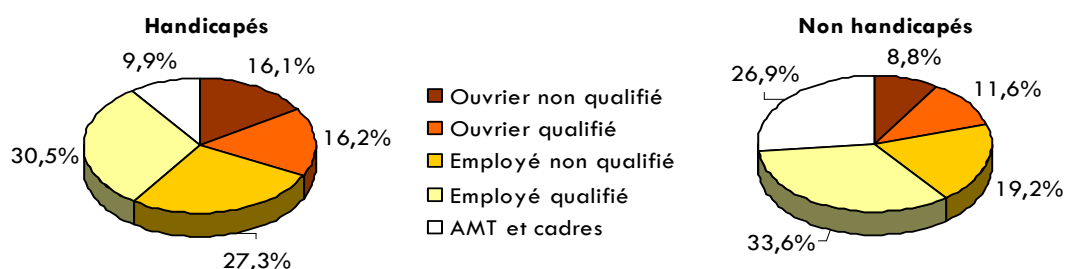 Handicapés
9,9%
16,1%
16,2%
30,5%
27,3%
Ouvrier non qualifié
Ouvrier qualifié
Employé non qualifié
Employé qualifié
AMT et cadres
Non handicapés
8,8%
26,9%
11,6%
19,2%
33,6%